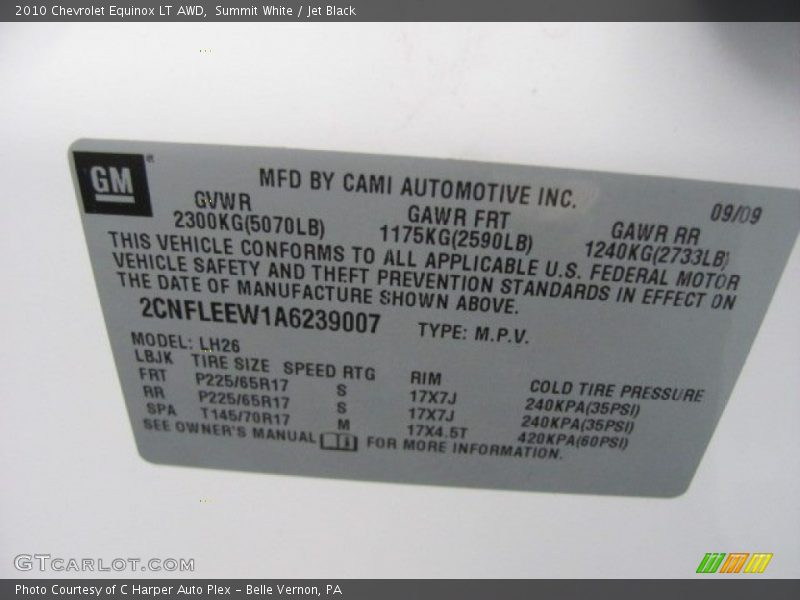 2010 Chevrolet Equinox LT AWD, Summit White / Jet Black
GM
MFD BY CAMI AUTOMOTIVE INC.
09/09
GVWR GAWR FRT GAWR RR
2300KG(5070LB) 1175KG(2590LB) 1240KG(2733LB)
THIS VEHICLE CONFORMS TO ALL APPLICABLE U.S. FEDERAL MOTOR
VEHICLE SAFETY AND THEFT PREVENTION STANDARDS IN EFFECT ON
THE DATE OF MANUFACTURE SHOWN ABOVE.
2CNFLEEW1A6239007 TYPE: M.P.V.
MODEL: LH26
LBJK TIRE SIZE SPEED RTG RIM COLD TIRE PRESSURE
FRT P225/65R17 S 17X7J 240KPA(35PSI)
RR P225/65R17 S 17X7J 240KPA(35PSI)
SPA T145/70R17 M 17X4.5T 420KPA(60PSI)
SEE OWNER'S MANUAL FOR MORE INFORMATION.
GTCARLOT.COM
Photo Courtesy of C Harper Auto Plex - Belle Vernon, PA